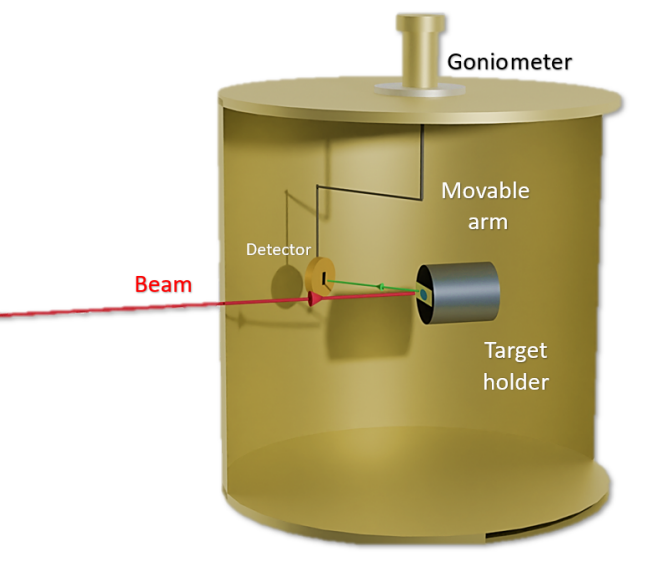 Goniometer
Movable
arm
Detector
Beam
Target
holder